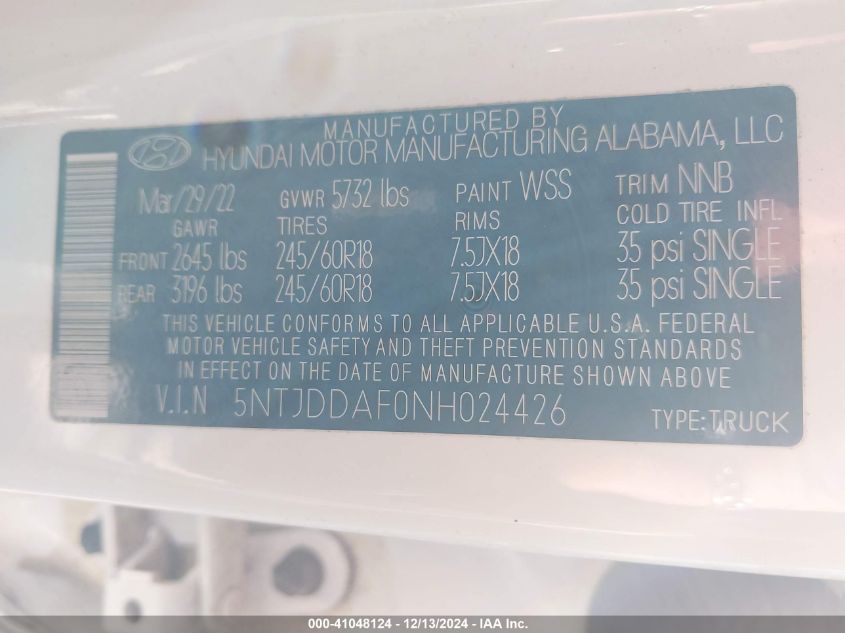 MANUFACTURED BY
HYUNDAI MOTOR MANUFACTURING ALABAMA, LLC
Mar/29/22 GVWR 5732 lbs PAINT WSS TRIM NNB
GAWR TIRES RIMS COLD TIRE INFL
FRONT 2645 lbs 245/60R18 7.5JX18 35 psi SINGLE
REAR 3196 lbs 245/60R18 7.5JX18 35 psi SINGLE
THIS VEHICLE CONFORMS TO ALL APPLICABLE U.S.A. FEDERAL
MOTOR VEHICLE SAFETY AND THEFT PREVENTION STANDARDS
IN EFFECT ON THE DATE OF MANUFACTURE SHOWN ABOVE
V.I.N 5NTJDDAF0NH024426 TYPE:TRUCK
000-41048124 - 12/13/2024 - IAA Inc.